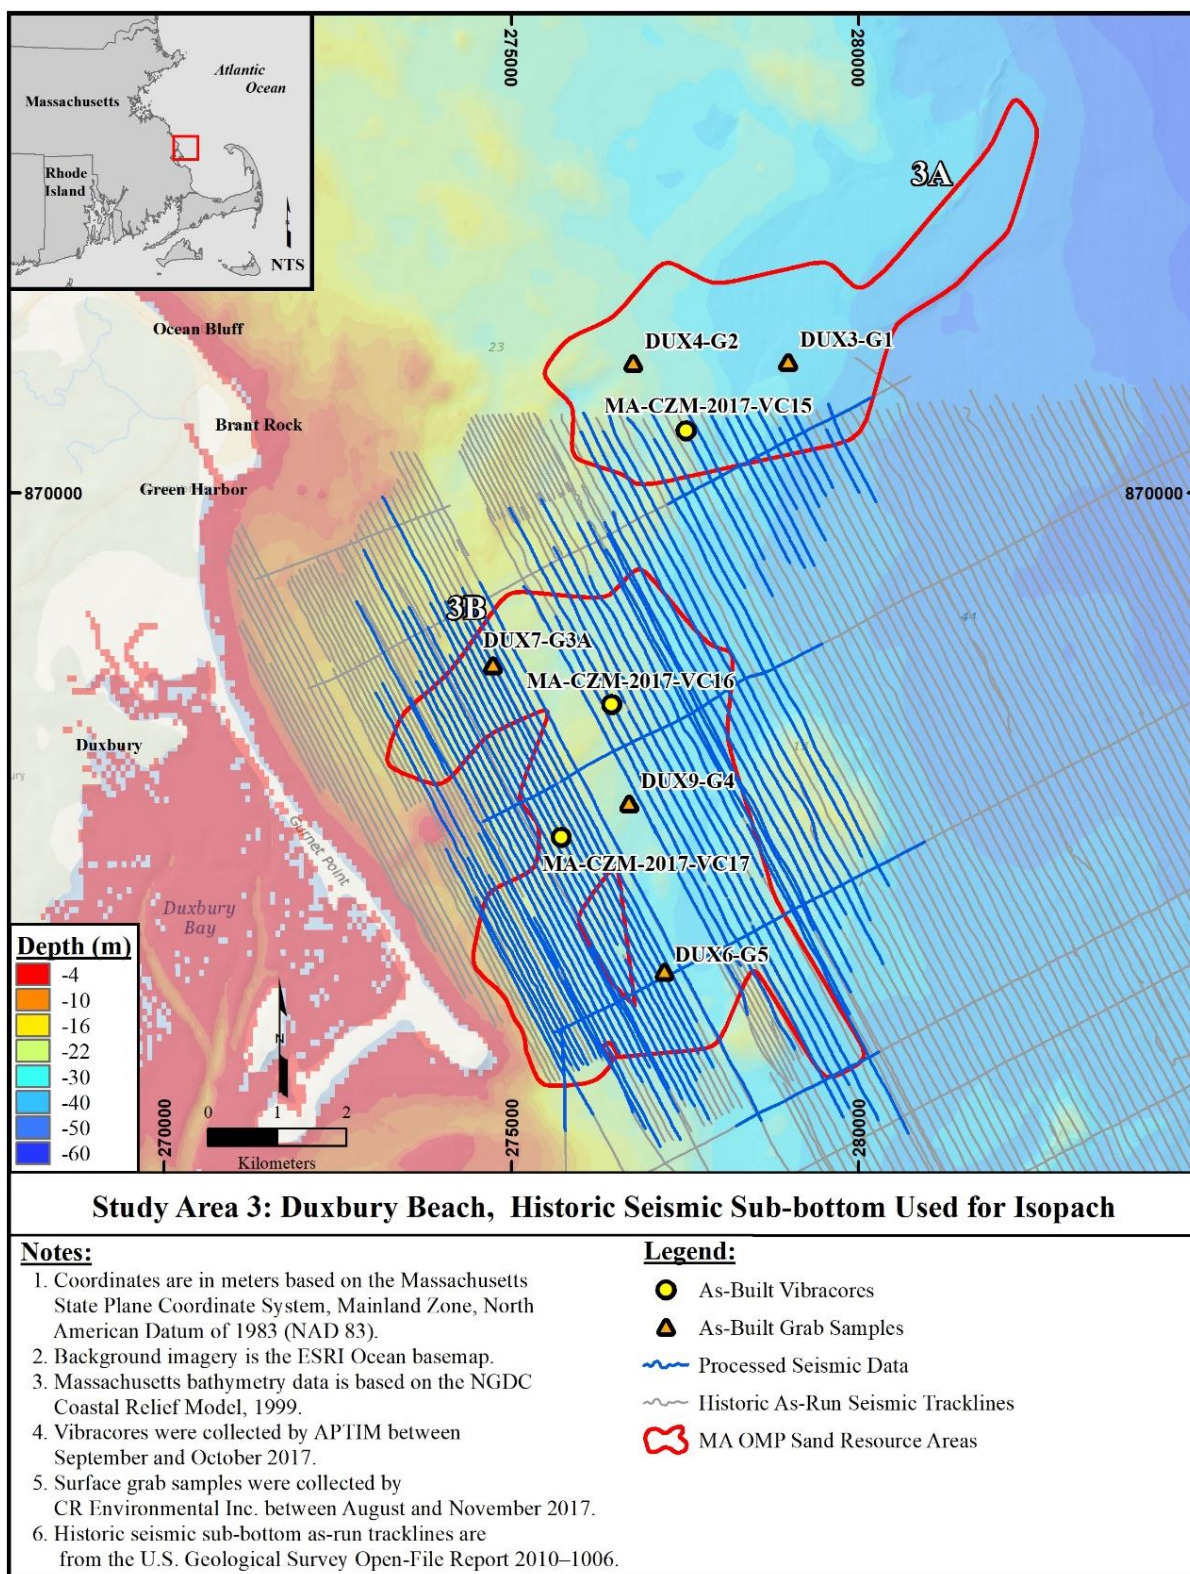 275000
280000
Atlantic
Ocean
Massachusetts
Rhode
Island
NTS
3A
Ocean Bluff
23
DUX4-G2
DUX3-G1
MA-CZM-2017-VC15
Brant Rock
Green Harbor
870000
870000
3B
44
DUX7-G3A
MA-CZM-2017-VC16
Duxbury
DUX9-G4
Gurnet Point
MA-CZM-2017-VC17
Duxbury
Bay
DUX6-G5
Depth (m)
-4
-10
-16
-22
-30
-40
-50
-60
N
270000
275000
280000
0 1 2
Kilometers
Study Area 3: Duxbury Beach, Historic Seismic Sub-bottom Used for Isopach
Notes:
1. Coordinates are in meters based on the Massachusetts
State Plane Coordinate System, Mainland Zone, North
American Datum of 1983 (NAD 83).
2. Background imagery is the ESRI Ocean basemap.
3. Massachusetts bathymetry data is based on the NGDC
Coastal Relief Model, 1999.
4. Vibracores were collected by APTIM between
September and October 2017.
5. Surface grab samples were collected by
CR Environmental Inc. between August and November 2017.
6. Historic seismic sub-bottom as-run tracklines are
from the U.S. Geological Survey Open-File Report 2010–1006.
Legend:
As-Built Vibracores
As-Built Grab Samples
Processed Seismic Data
Historic As-Run Seismic Tracklines
MA OMP Sand Resource Areas